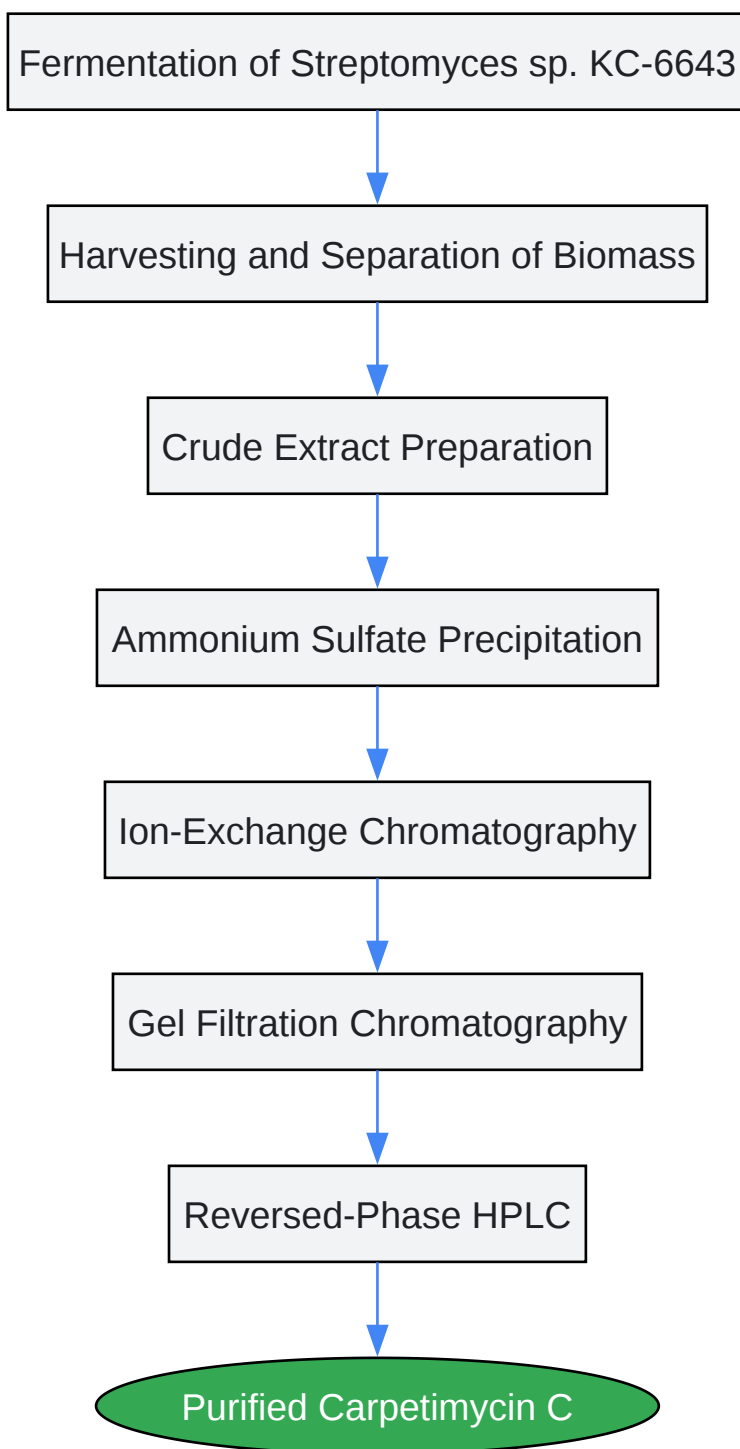 Fermentation of Streptomyces sp. KC-6643
Harvesting and Separation of Biomass
Crude Extract Preparation
Ammonium Sulfate Precipitation
Ion-Exchange Chromatography
Gel Filtration Chromatography
Reversed-Phase HPLC
Purified Carpetimycin C